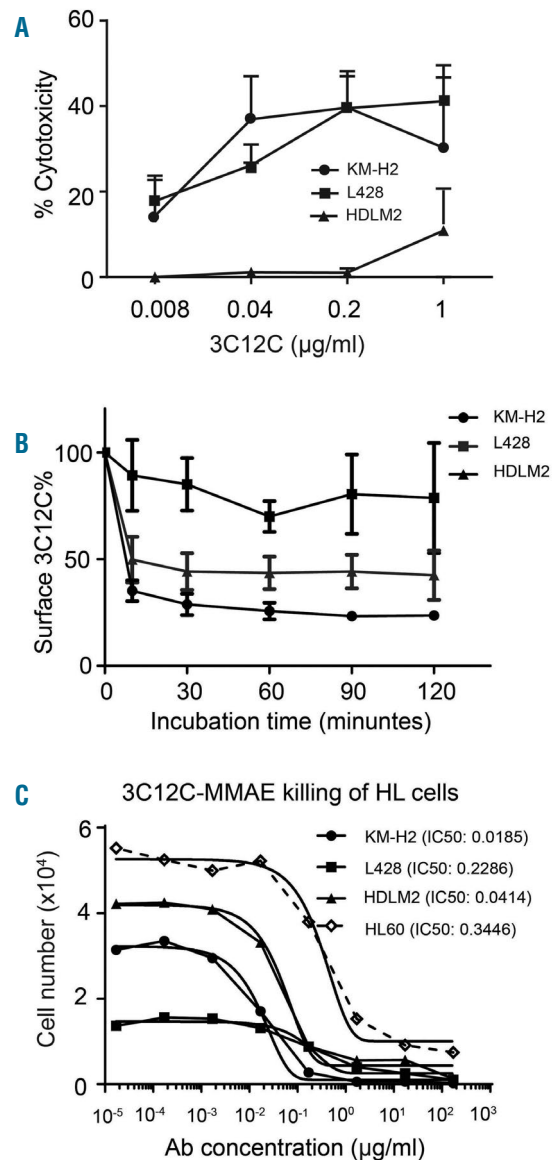 A
60
40
20
0
% Cytotoxicity
KM-H2
L428
HDLM2
0.008 0.04 0.2 1
3C12C (µg/ml)
B
100
50
0
Surface 3C12C%
KM-H2
L428
HDLM2
0 30 60 90 120
Incubation time (minuntes)
C
3C12C-MMAE killing of HL cells
6
4
2
0
Cell number (x10⁴)
KM-H2 (IC50: 0.0185)
L428 (IC50: 0.2286)
HDLM2 (IC50: 0.0414)
HL60 (IC50: 0.3446)
10⁻⁵ 10⁻⁴ 10⁻³ 10⁻² 10⁻¹ 10⁰ 10¹ 10² 10³
Ab concentration (µg/ml)